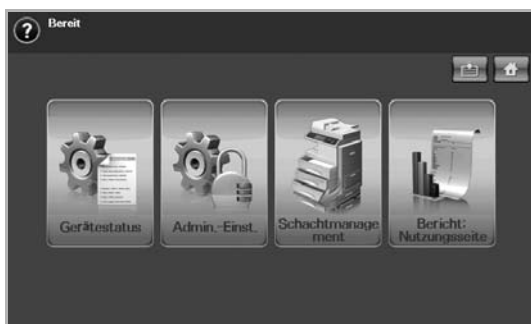 ? Bereit
Gerätestatus
Admin.-Einst.
Schachtmanage
ment
Bericht:
Nutzungsseite